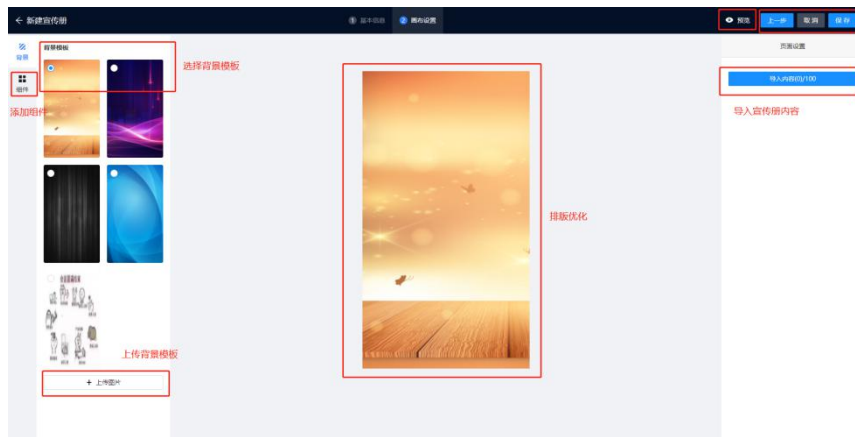 ← 新建宣传册
1 基本信息
2 画布设置
预览
上一步
取消
保存
背景
组件
背景模板
选择背景模板
添加组件
上传背景模板
+ 上传图片
排版优化
页面设置
导入内容(0)/100
导入宣传册内容